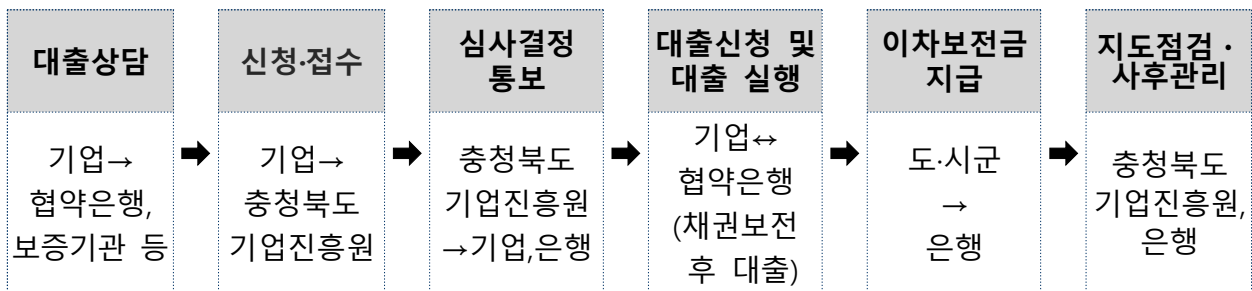 대출상담
기업→
협약은행,
보증기관 등
신청·접수
기업→
충청북도
기업진흥원
심사결정
통보
충청북도
기업진흥원
→기업,은행
대출신청 및
대출 실행
기업↔
협약은행
(채권보전
후 대출)
이차보전금
지급
도·시군
→
은행
지도점검·
사후관리
충청북도
기업진흥원,
은행